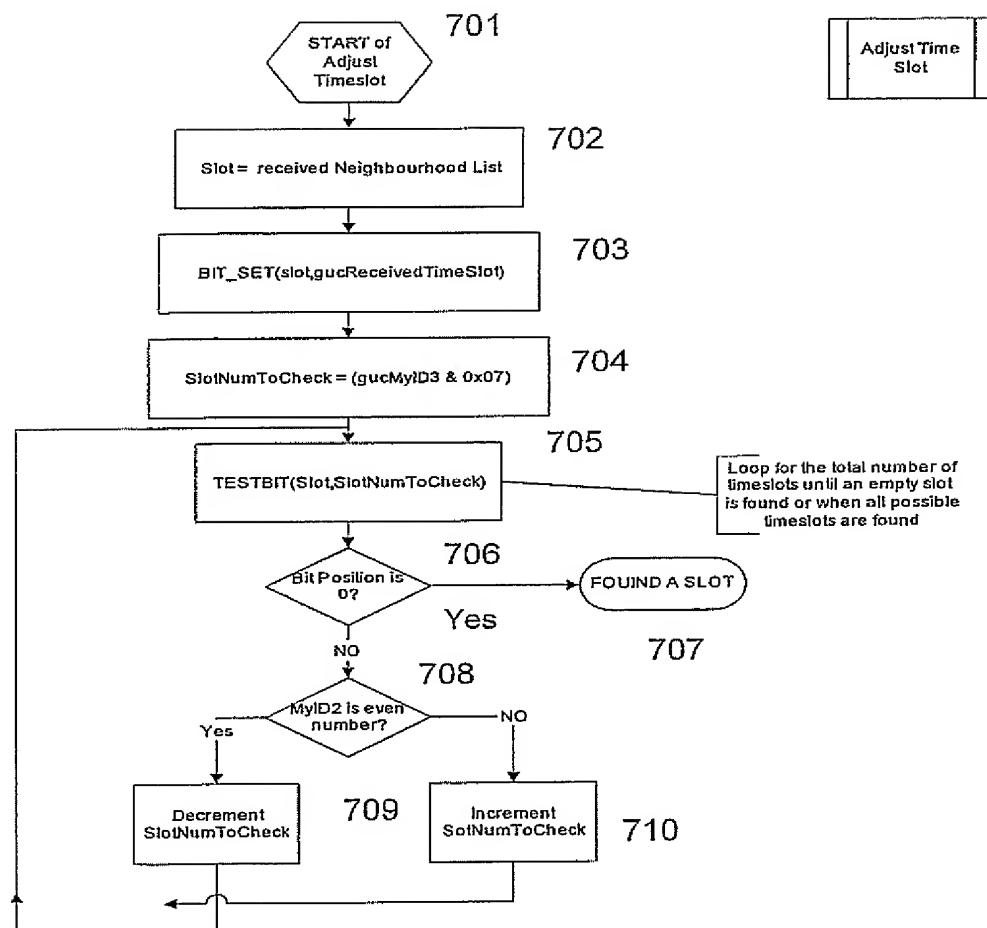 701
START of
Adjust
Timeslot
Adjust Time
Slot
702
Slot = received Neighbourhood List
703
BIT_SET(slot,gucReceivedTimeSlot)
704
SlotNumToCheck = (gucMyID3 & 0x07)
705
TESTBIT(Slot,SlotNumToCheck)
Loop for the total number of
timeslots until an empty slot
is found or when all possible
timeslots are found
706
Bit Position is
0?
Yes
FOUND A SLOT
707
NO
708
MyID2 is even
number?
Yes
NO
Decrement
SlotNumToCheck
709
Increment
SotNumToCheck
710